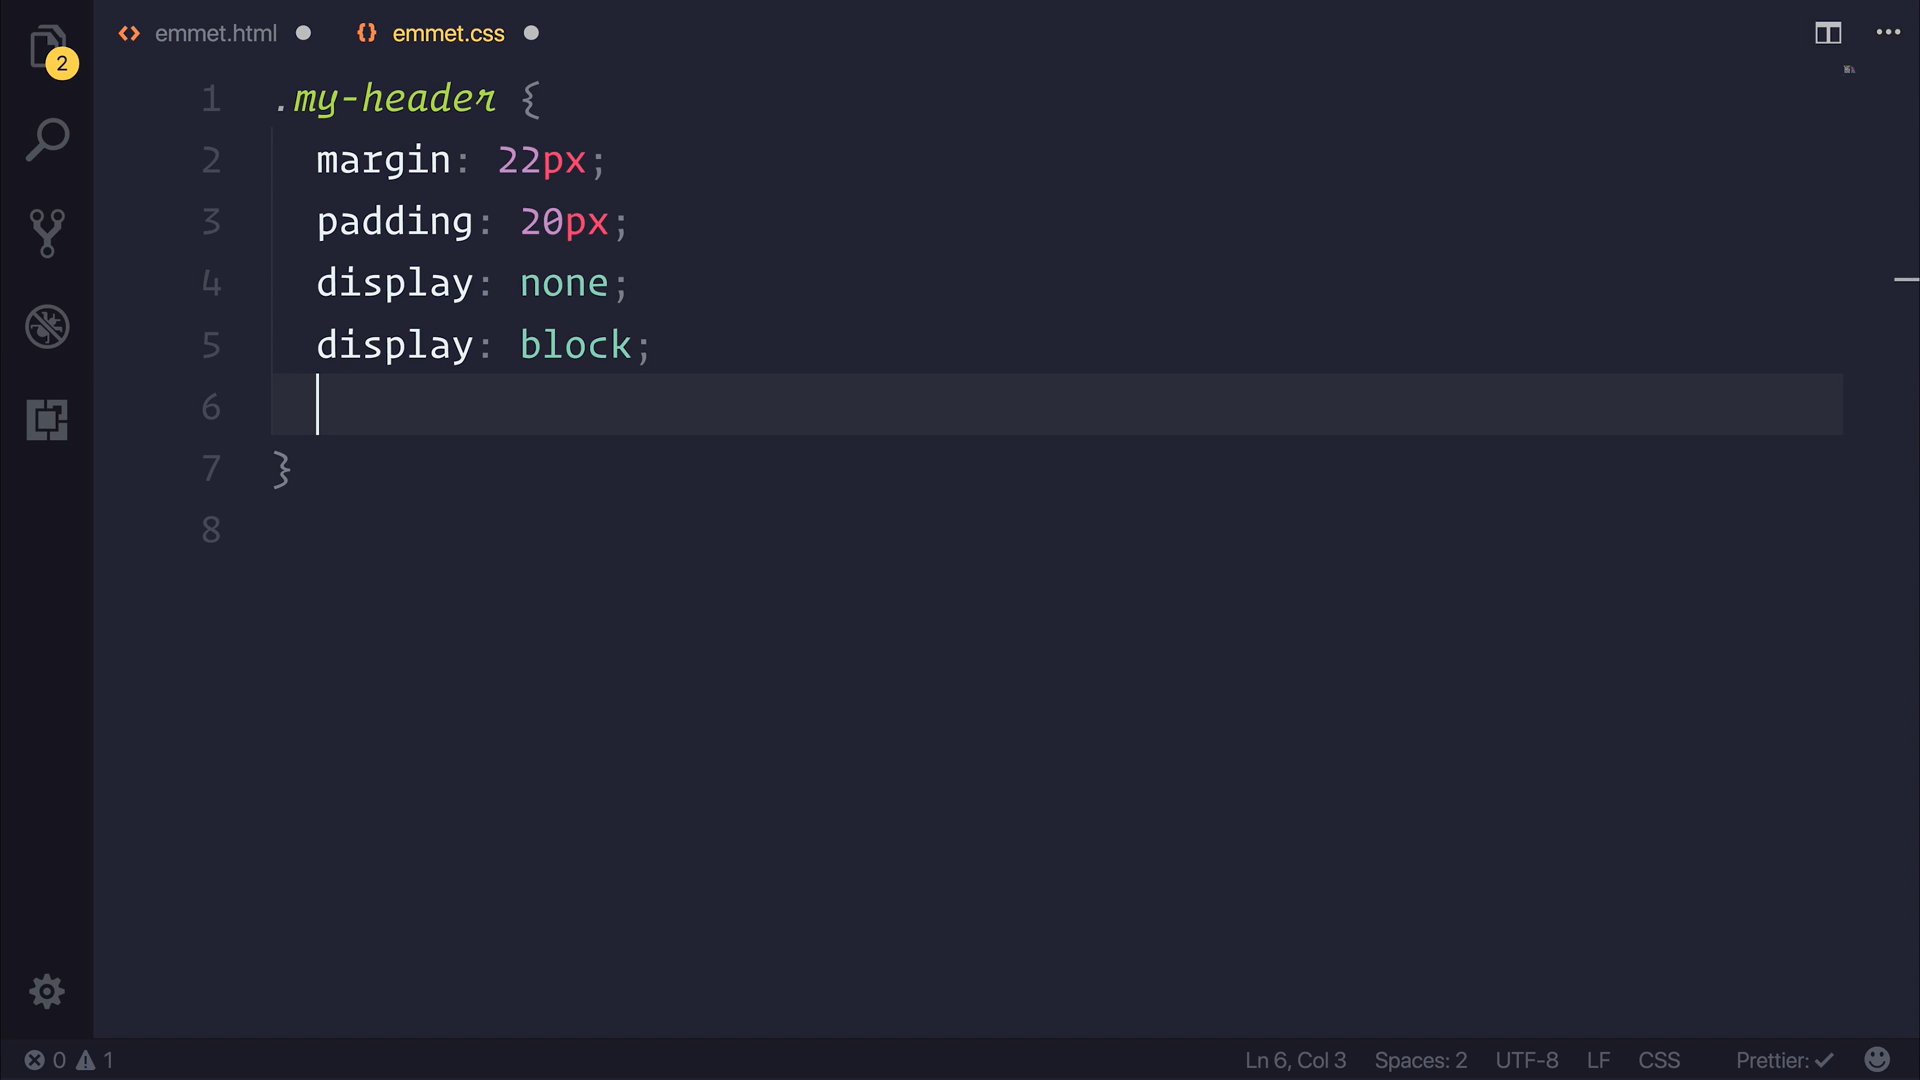 2
emmet.html
emmet.css
1 .my-header {
2 margin: 22px;
3 padding: 20px;
4 display: none;
5 display: block;
6
7 }
8
0 1
Ln 6, Col 3 Spaces: 2 UTF-8 LF CSS Prettier: ✓